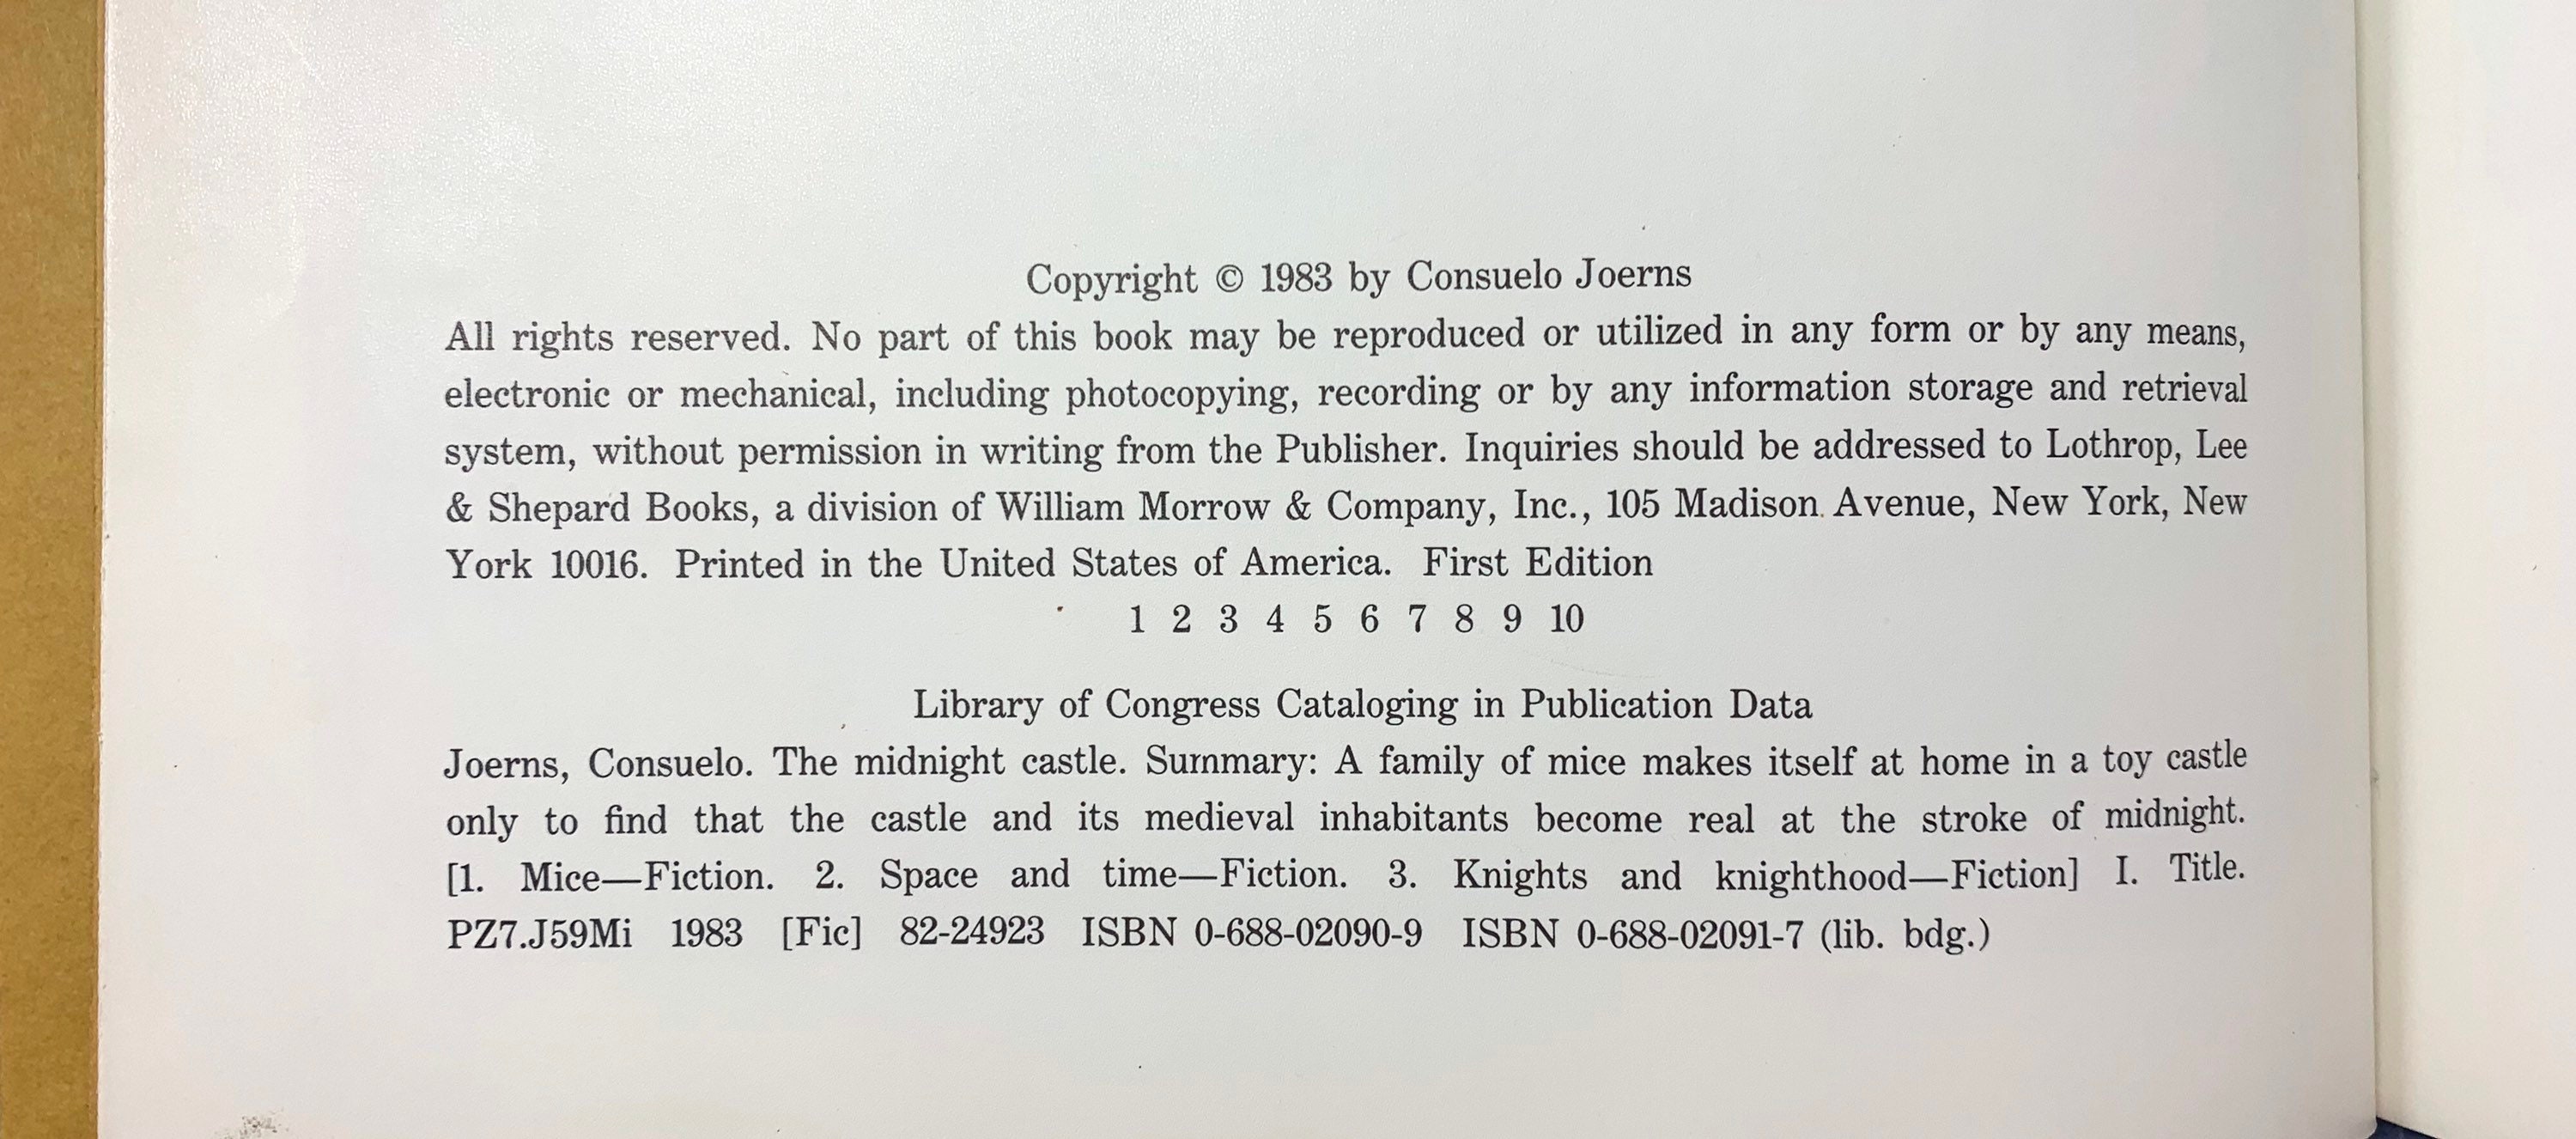 Copyright © 1983 by Consuelo Joerns
All rights reserved. No part of this book may be reproduced or utilized in any form or by any means,
electronic or mechanical, including photocopying, recording or by any information storage and retrieval
system, without permission in writing from the Publisher. Inquiries should be addressed to Lothrop, Lee
& Shepard Books, a division of William Morrow & Company, Inc., 105 Madison Avenue, New York, New
York 10016. Printed in the United States of America. First Edition
1 2 3 4 5 6 7 8 9 10
Library of Congress Cataloging in Publication Data
Joerns, Consuelo. The midnight castle. Summary: A family of mice makes itself at home in a toy castle
only to find that the castle and its medieval inhabitants become real at the stroke of midnight.
[1. Mice—Fiction. 2. Space and time—Fiction. 3. Knights and knighthood—Fiction] I. Title.
PZ7.J59Mi 1983 [Fic] 82-24923 ISBN 0-688-02090-9 ISBN 0-688-02091-7 (lib. bdg.)